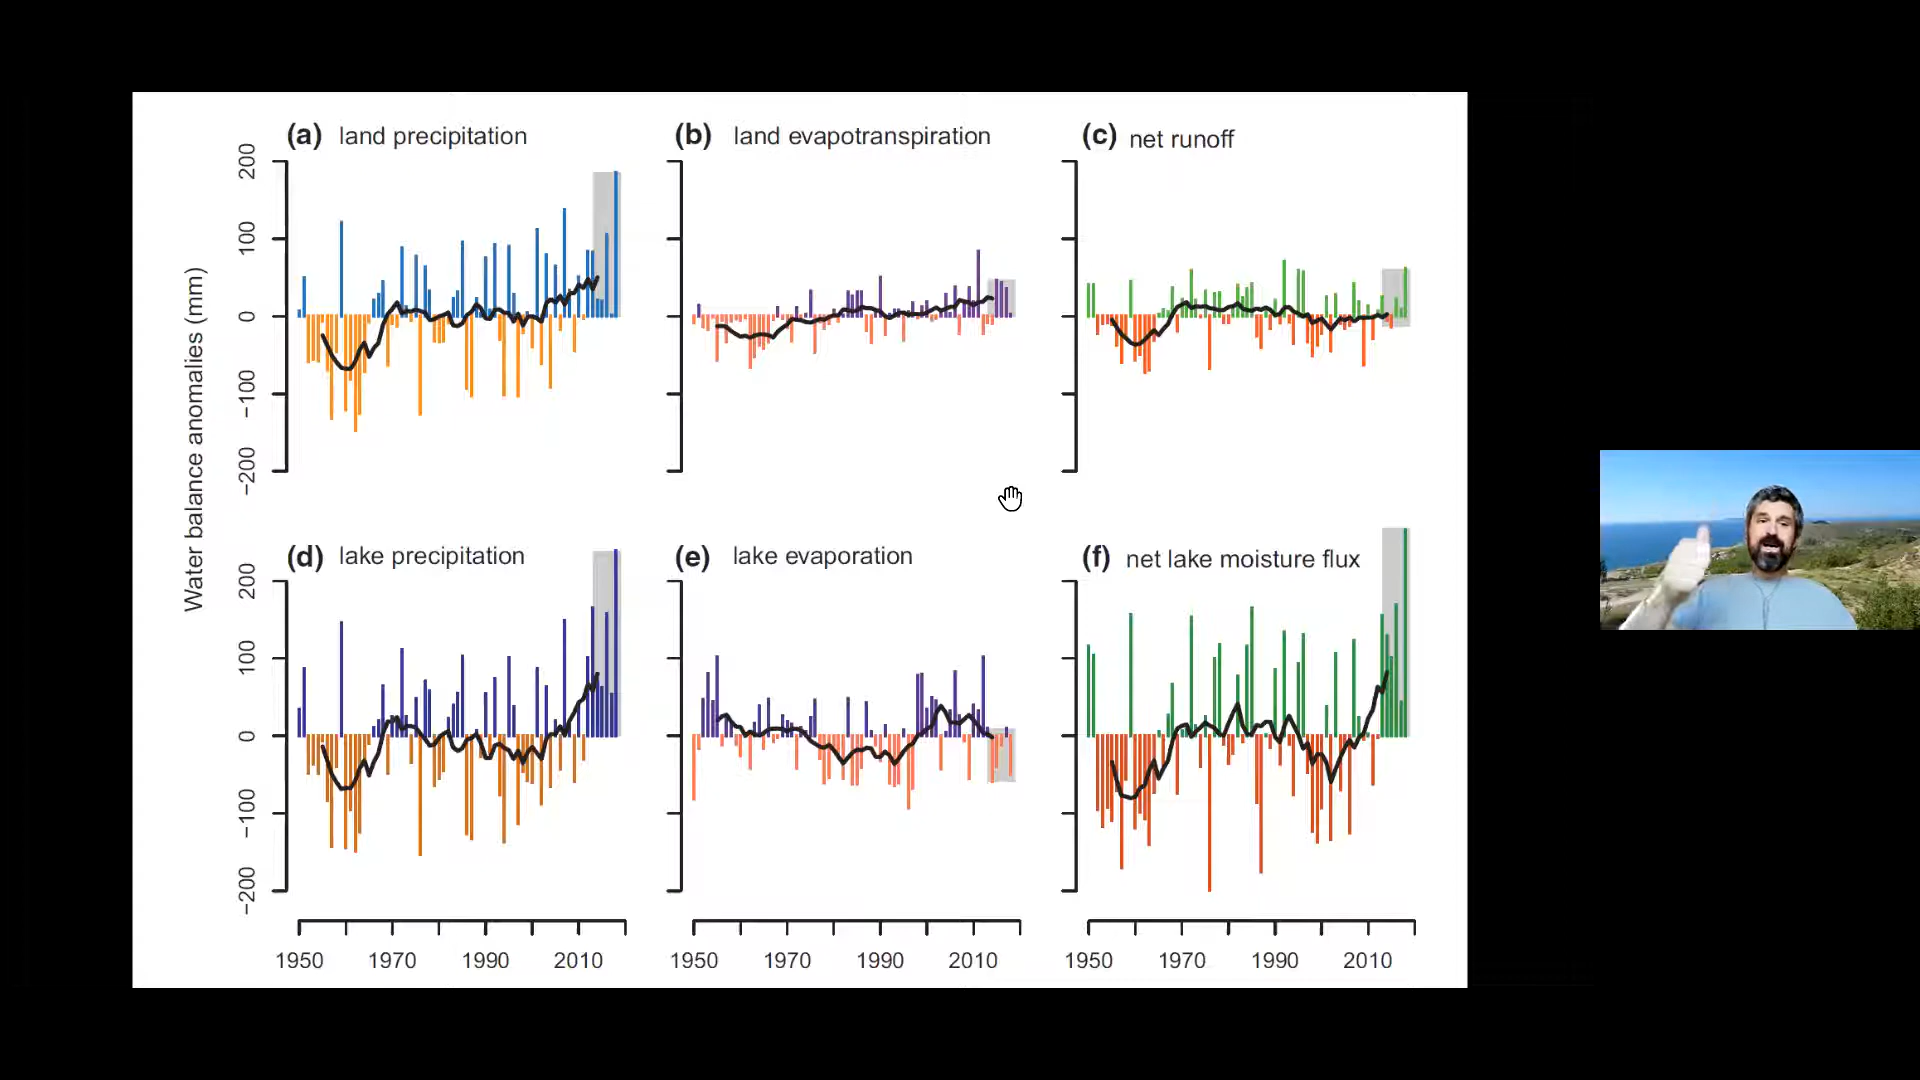 (a) land precipitation
(b) land evapotranspiration
(c) net runoff
Water balance anomalies (mm)
200
100
0
−100
−200
(d) lake precipitation
(e) lake evaporation
(f) net lake moisture flux
200
100
0
−100
−200
1950 1970 1990 2010
1950 1970 1990 2010
1950 1970 1990 2010